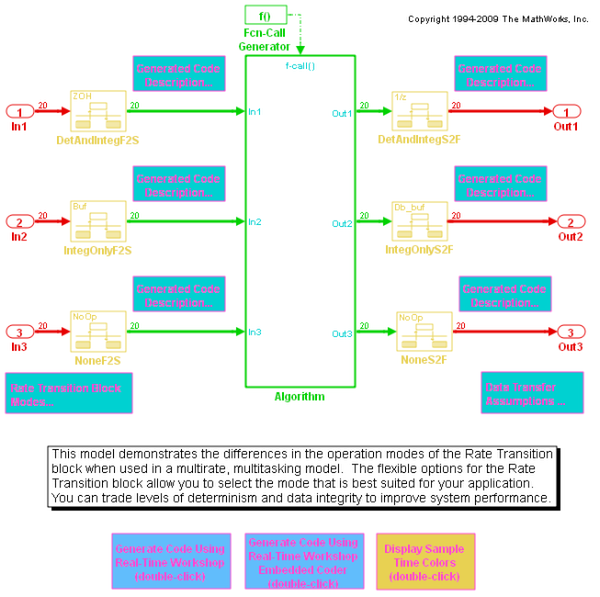 Copyright 1994-2009 The MathWorks, Inc.
f()
Fcn-Call
Generator
f-call()
Generated Code
Description...
Generated Code
Description...
1
In1
20
ZOH
DetAndIntegF2S
20
In1
Out1
20
1/z
DetAndIntegS2F
20
1
Out1
Generated Code
Description...
Generated Code
Description...
2
In2
20
Buf
IntegOnlyF2S
20
In2
Out2
20
Db_buf
IntegOnlyS2F
20
2
Out2
Generated Code
Description...
Generated Code
Description...
3
In3
20
NoOp
NoneF2S
20
In3
Out3
20
NoOp
NoneS2F
20
3
Out3
Algorithm
Rate Transition Block
Modes...
Data Transfer
Assumptions ...
This model demonstrates the differences in the operation modes of the Rate Transition
block when used in a multirate, multitasking model.  The flexible options for the Rate
Transition block allow you to select the mode that is best suited for your application.
You can trade levels of determinism and data integrity to improve system performance.
Generate Code Using
Real-Time Workshop
(double-click)
Generate Code Using
Real-Time Workshop
Embedded Coder
(double-click)
Display Sample
Time Colors
(double-click)